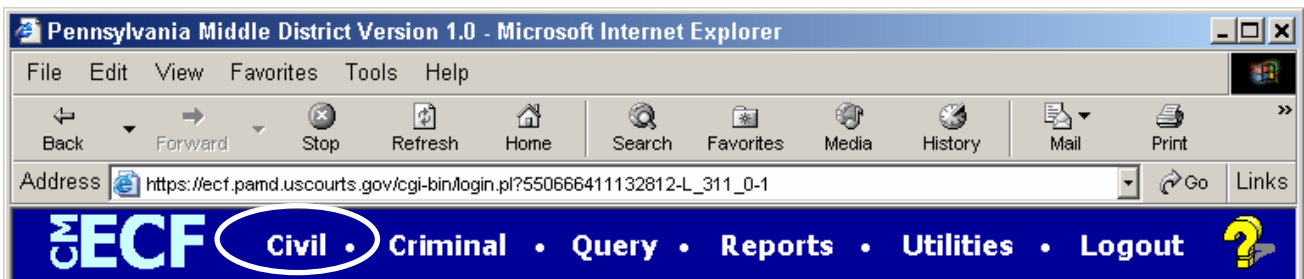 Pennsylvania Middle District Version 1.0 - Microsoft Internet Explorer
File Edit View Favorites Tools Help
Back Forward Stop Refresh Home Search Favorites Media History Mail Print »
Address https://ecf.pamd.uscourts.gov/cgi-bin/login.pl?550666411132812-L_311_0-1 Go Links
CM ECF Civil • Criminal • Query • Reports • Utilities • Logout ?